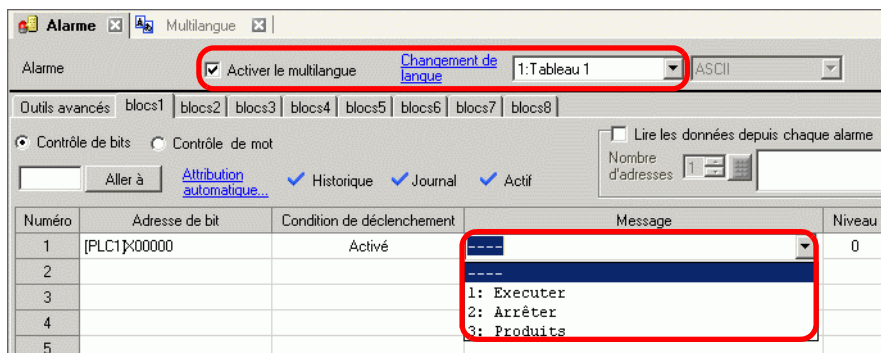 Alarme Multilangue
Alarme Activer le multilangue Changement de langue 1:Tableau 1 ASCII
Outils avancés blocs1 blocs2 blocs3 blocs4 blocs5 blocs6 blocs7 blocs8
Contrôle de bits Contrôle de mot Lire les données depuis chaque alarme
Aller à Attribution automatique... Historique Journal Actif Nombre d'adresses 1
Numéro Adresse de bit Condition de déclenchement Message Niveau
1 [PLC1]X00000 Activé ---- 0
2 ----
3 1: Executer
4 2: Arrêter
5 3: Produits